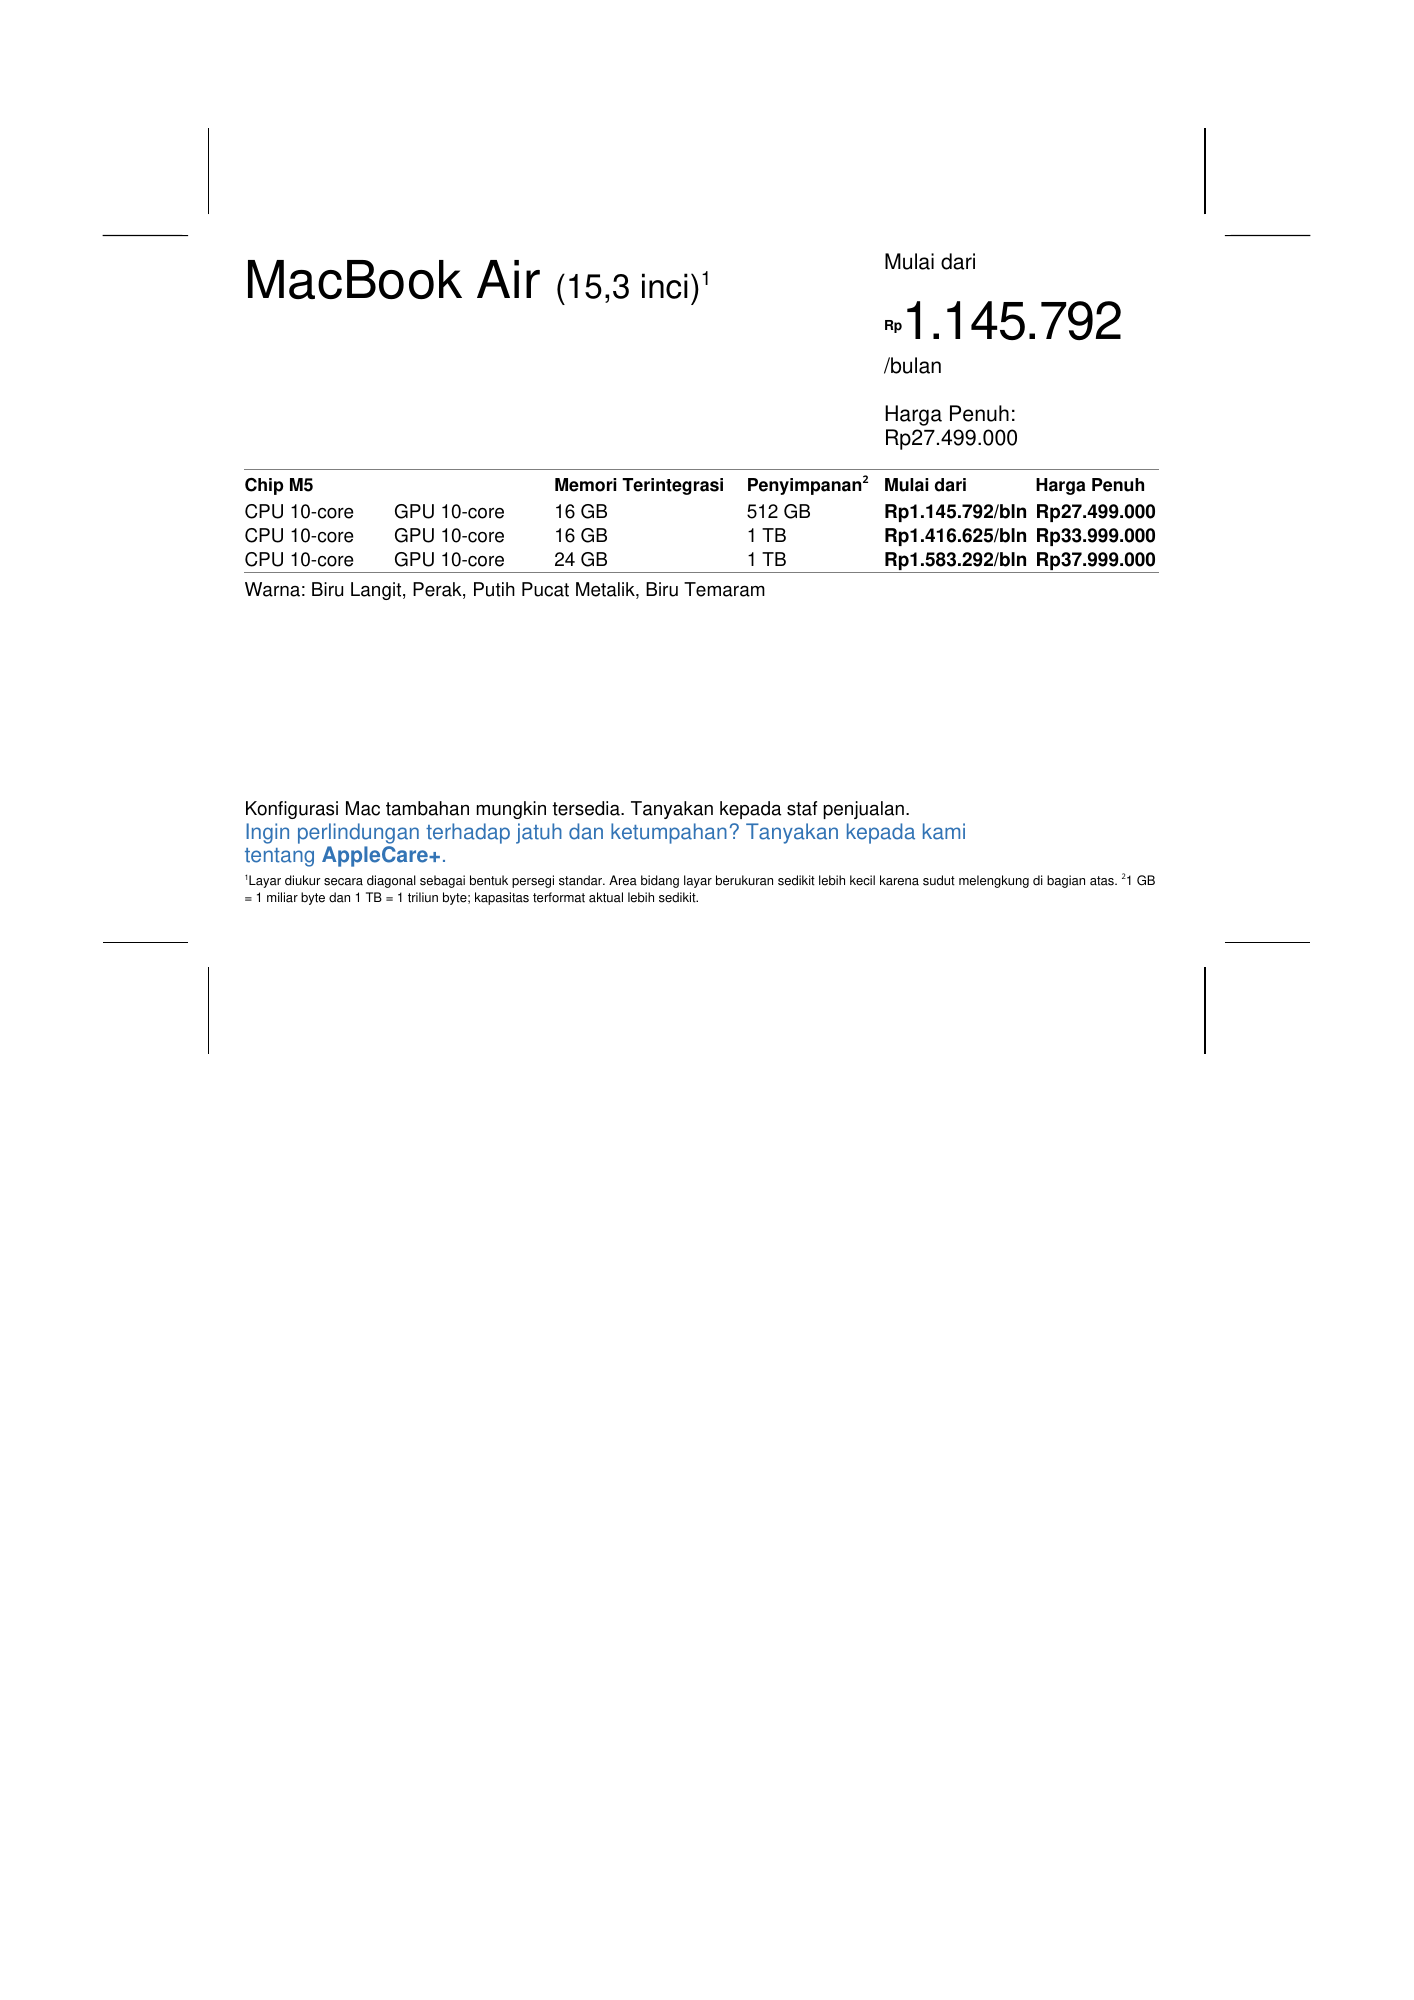 MacBook Air (15,3 inci)¹
Mulai dari
Rp1.145.792
/bulan
Harga Penuh:
Rp27.499.000
Chip M5 Memori Terintegrasi Penyimpanan² Mulai dari Harga Penuh
CPU 10-core GPU 10-core 16 GB 512 GB Rp1.145.792/bln Rp27.499.000
CPU 10-core GPU 10-core 16 GB 1 TB Rp1.416.625/bln Rp33.999.000
CPU 10-core GPU 10-core 24 GB 1 TB Rp1.583.292/bln Rp37.999.000
Warna: Biru Langit, Perak, Putih Pucat Metalik, Biru Temaram
Konfigurasi Mac tambahan mungkin tersedia. Tanyakan kepada staf penjualan.
Ingin perlindungan terhadap jatuh dan ketumpahan? Tanyakan kepada kami
tentang AppleCare+.
¹Layar diukur secara diagonal sebagai bentuk persegi standar. Area bidang layar berukuran sedikit lebih kecil karena sudut melengkung di bagian atas. ²1 GB
= 1 miliar byte dan 1 TB = 1 triliun byte; kapasitas terformat aktual lebih sedikit.